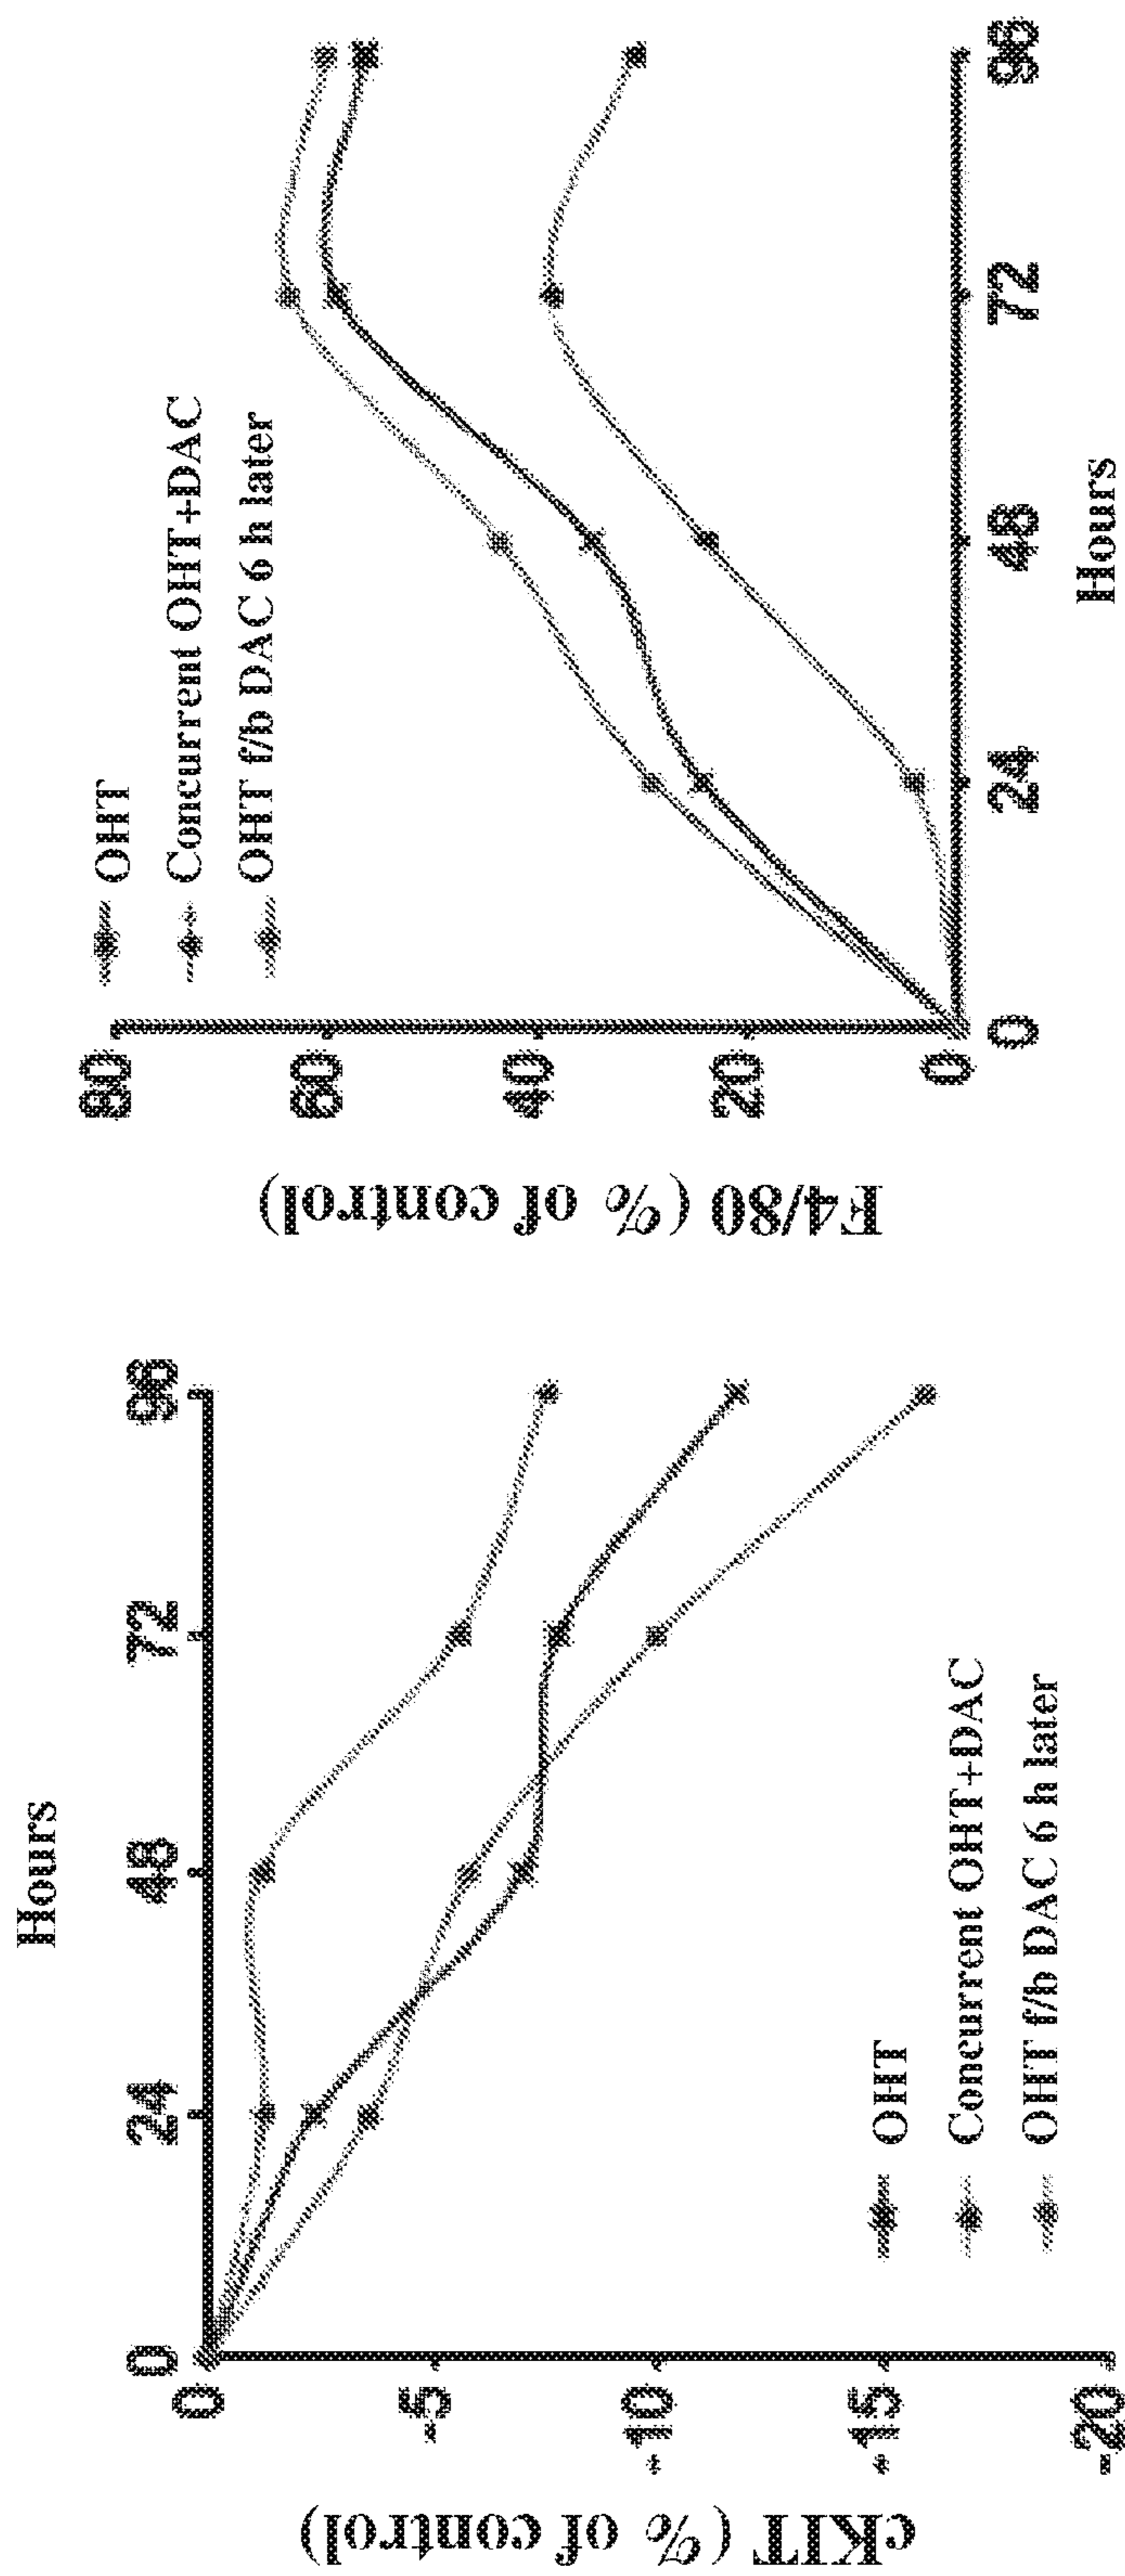 Hours
0
24
48
72
96
0
-5
-10
-15
-20
cKIT (% of control)
OHT
Concurrent OHT+DAC
OHT f/b DAC 6 h later
80
60
40
20
0
F4/80 (% of control)
OHT
Concurrent OHT+DAC
OHT f/b DAC 6 h later
0
24
48
72
96
Hours